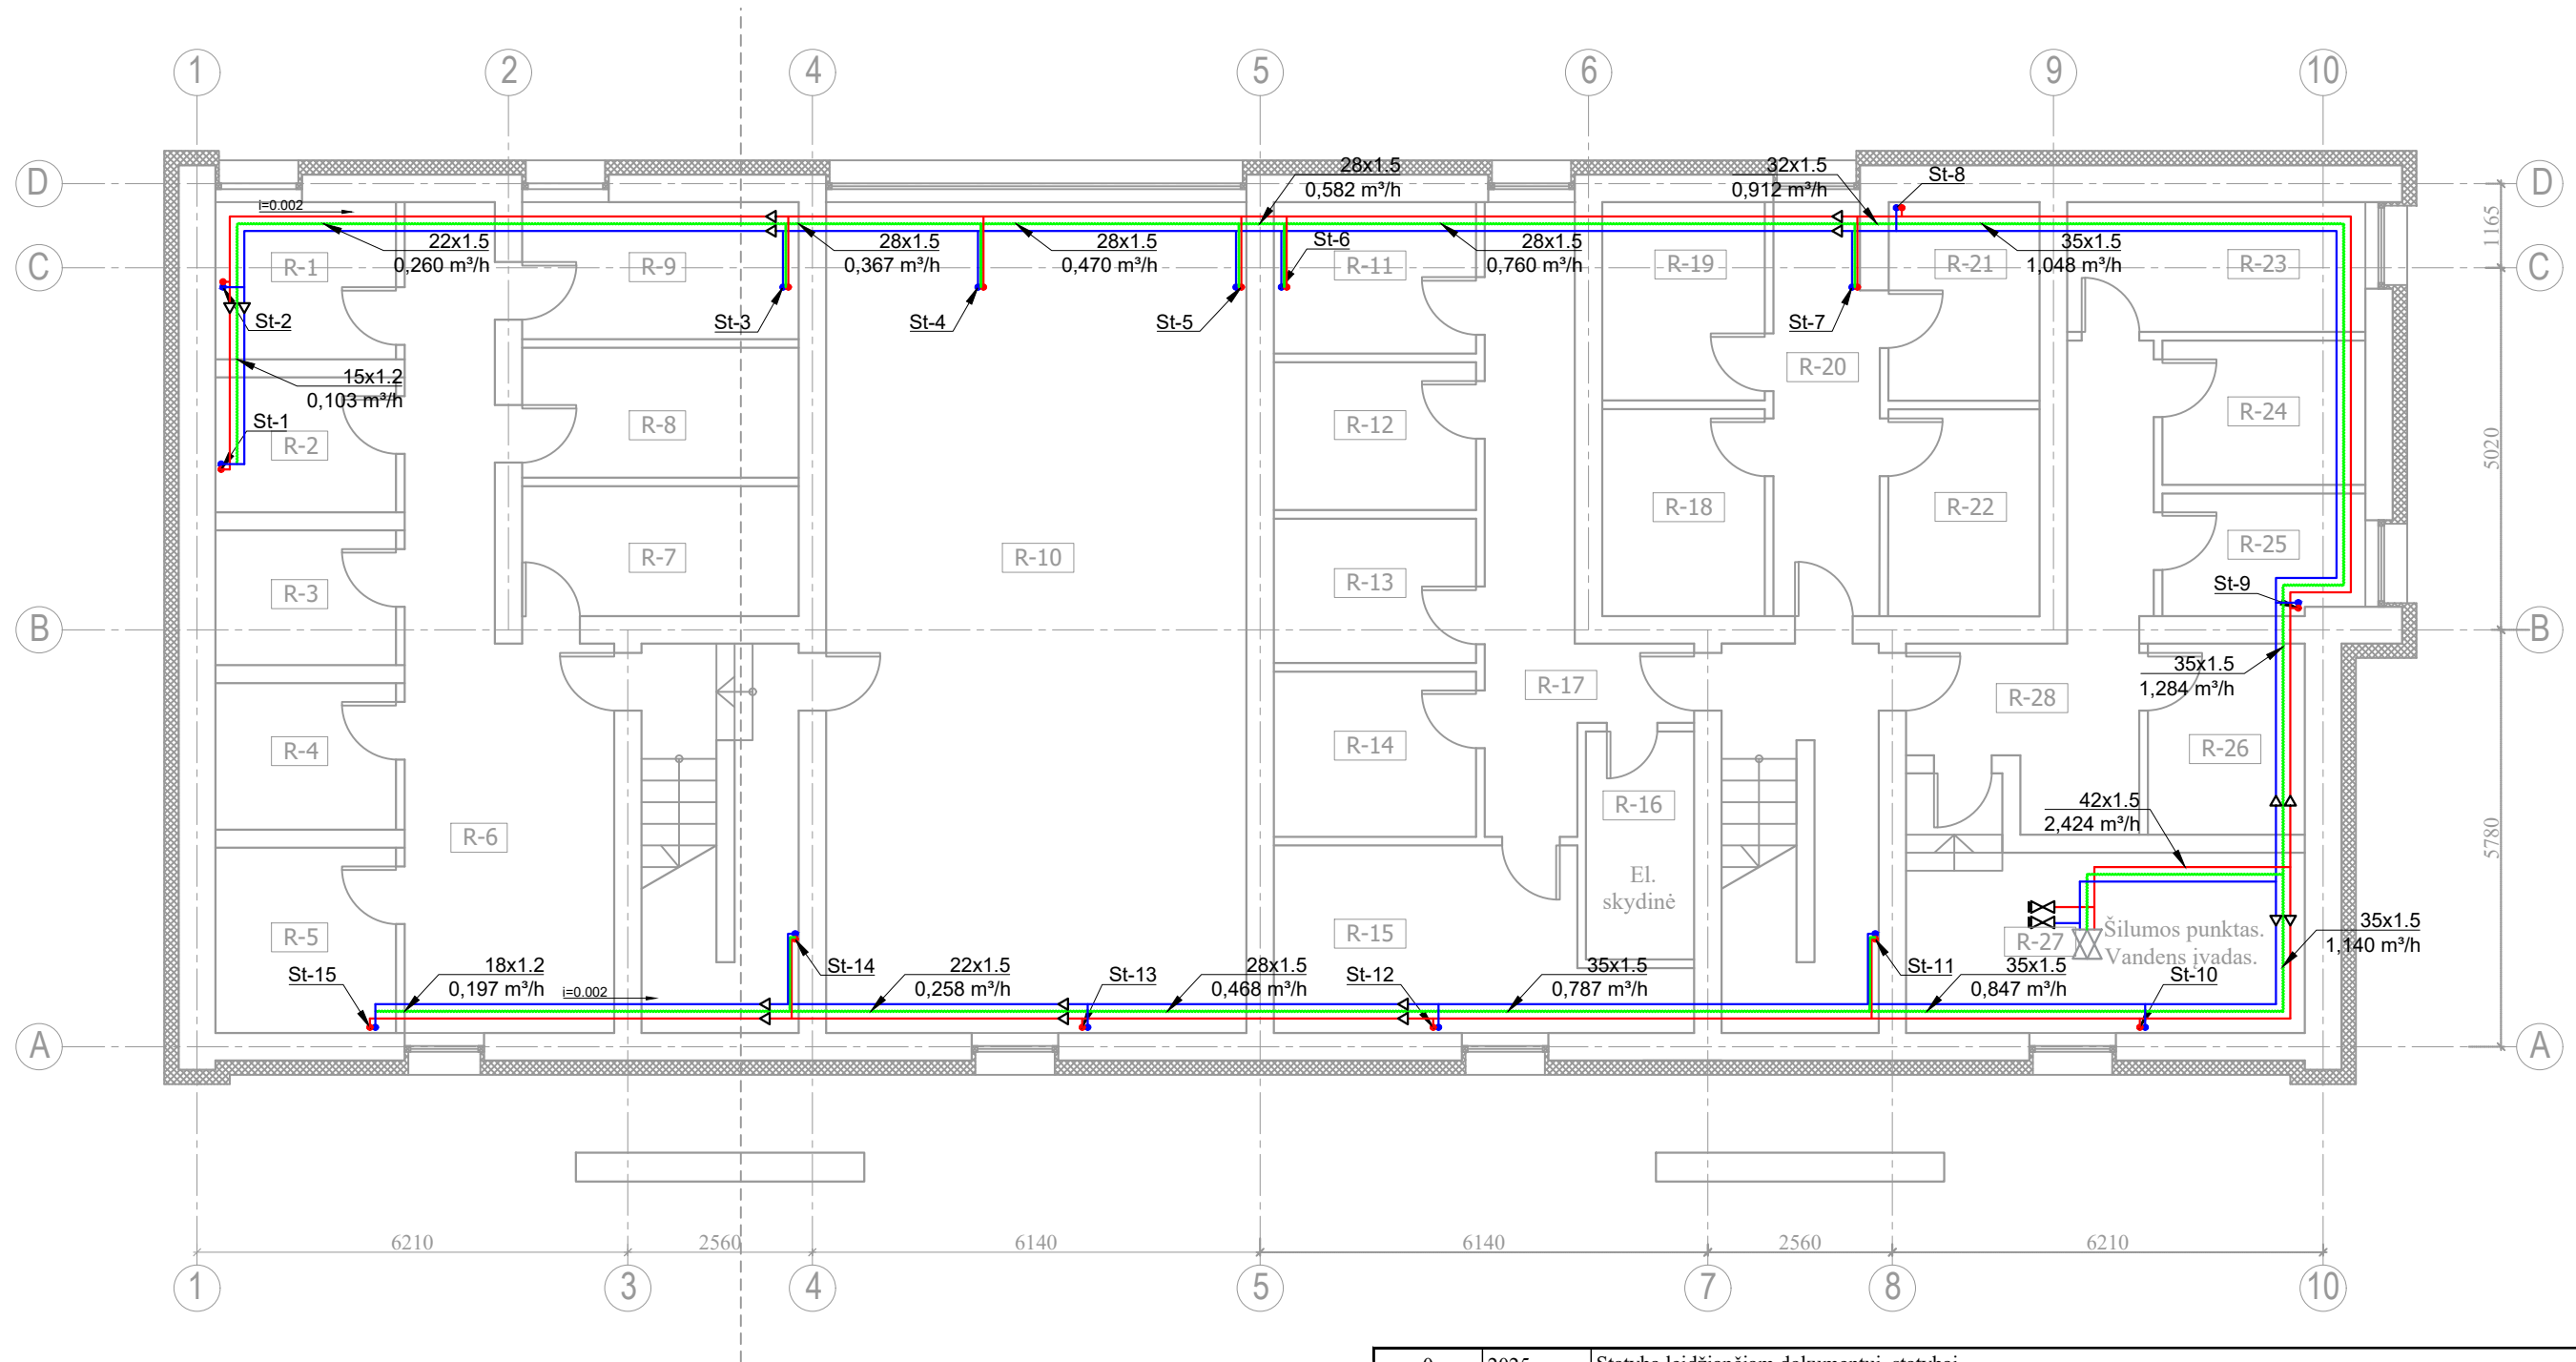 1
2
4
5
6
9
10
D
28x1.5
0,582 m³/h
32x1.5
0,912 m³/h
St-8
D
i=0.002
1165
22x1.5
0,260 m³/h
R-1
R-9
28x1.5
0,367 m³/h
28x1.5
0,470 m³/h
St-6
R-11
28x1.5
0,760 m³/h
R-19
R-21
35x1.5
1,048 m³/h
R-23
C
C
St-2
St-3
St-4
St-5
St-7
R-20
15x1.2
0,103 m³/h
St-1
R-2
R-8
R-12
R-24
5020
R-18
R-22
R-7
R-10
R-13
R-25
R-3
St-9
B
B
R-17
35x1.5
1,284 m³/h
R-28
R-4
R-14
R-26
R-6
R-16
42x1.5
2,424 m³/h
5780
El.
skydinė
R-5
R-15
R-27
Šilumos punktas.
Vandens įvadas.
35x1.5
1,140 m³/h
St-15
18x1.2
0,197 m³/h
i=0.002
St-14
22x1.5
0,258 m³/h
St-13
28x1.5
0,468 m³/h
St-12
35x1.5
0,787 m³/h
St-11
35x1.5
0,847 m³/h
St-10
A
A
6210
2560
6140
6140
2560
6210
1
3
4
5
7
8
10
0 2025 Statybą leidžiančiam dokumentui, statybai